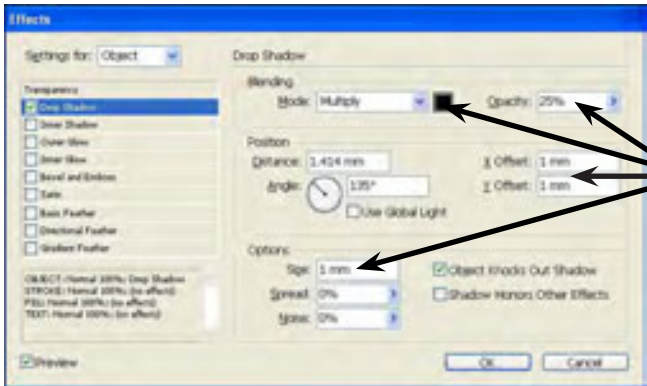 Effects
Settings for: Object
Transparency
Drop Shadow
Inner Shadow
Outer Glow
Inner Glow
Bevel and Emboss
Satin
Basic Feather
Directional Feather
Gradient Feather
OBJECT: Normal 100%; Drop Shadow
STROKE: Normal 100%; (no effects)
FILL: Normal 100%; (no effects)
TEXT: Normal 100%; (no effects)
Preview
Drop Shadow
Blending
Mode: Multiply Opacity: 25%
Position
Distance: 1.414 mm X Offset: 1 mm
Angle: 135° Y Offset: 1 mm
Use Global Light
Options
Size: 1 mm Object Knocks Out Shadow
Spread: 0% Shadow Honors Other Effects
Noise: 0%
OK Cancel